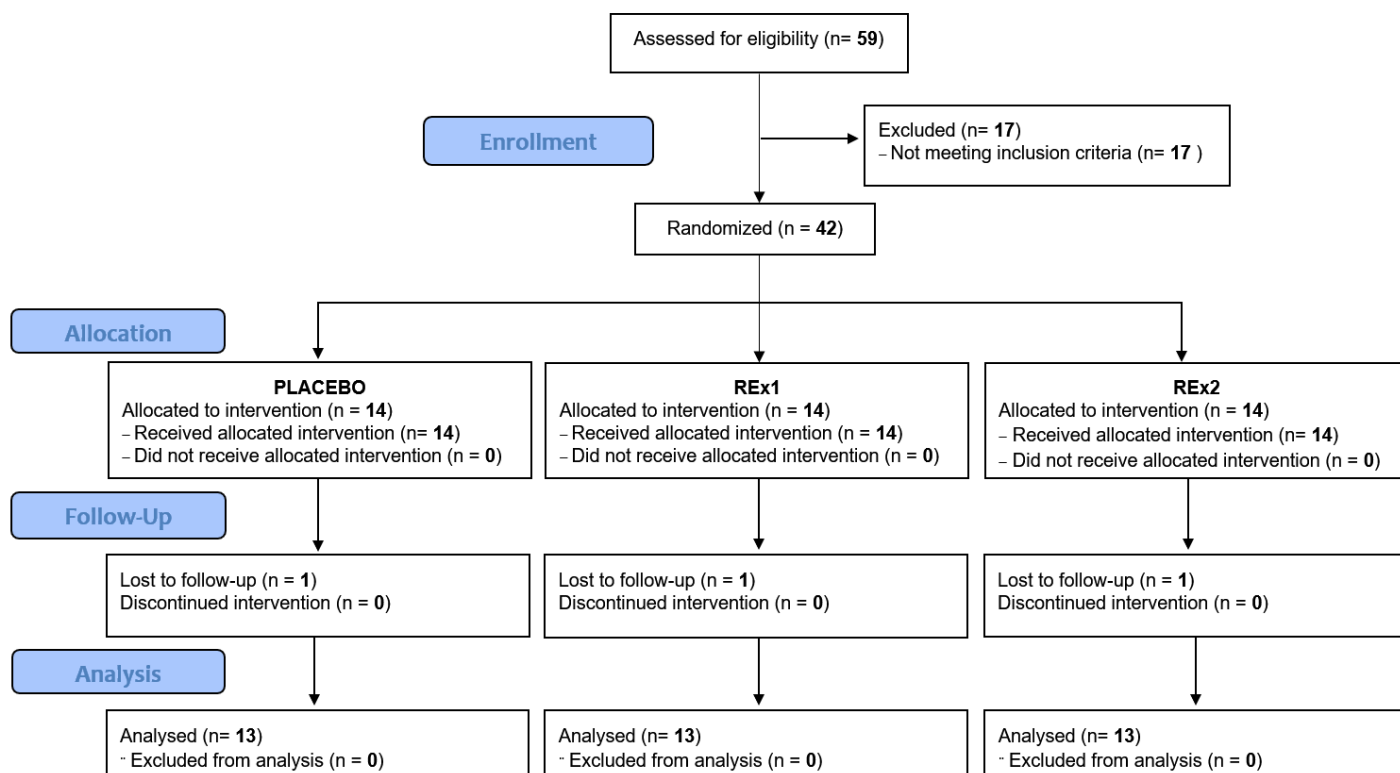 Assessed for eligibility (n= 59)
Enrollment
Excluded (n= 17)
– Not meeting inclusion criteria (n= 17 )
Randomized (n = 42)
Allocation
PLACEBO
Allocated to intervention (n = 14)
– Received allocated intervention (n= 14)
– Did not receive allocated intervention (n = 0)
REx1
Allocated to intervention (n = 14)
– Received allocated intervention (n = 14)
– Did not receive allocated intervention (n = 0)
REx2
Allocated to intervention (n = 14)
– Received allocated intervention (n= 14)
– Did not receive allocated intervention (n = 0)
Follow-Up
Lost to follow-up (n = 1)
Discontinued intervention (n = 0)
Lost to follow-up (n = 1)
Discontinued intervention (n = 0)
Lost to follow-up (n = 1)
Discontinued intervention (n = 0)
Analysis
Analysed (n= 13)
¨ Excluded from analysis (n = 0)
Analysed (n= 13)
¨ Excluded from analysis (n = 0)
Analysed (n= 13)
¨ Excluded from analysis (n = 0)